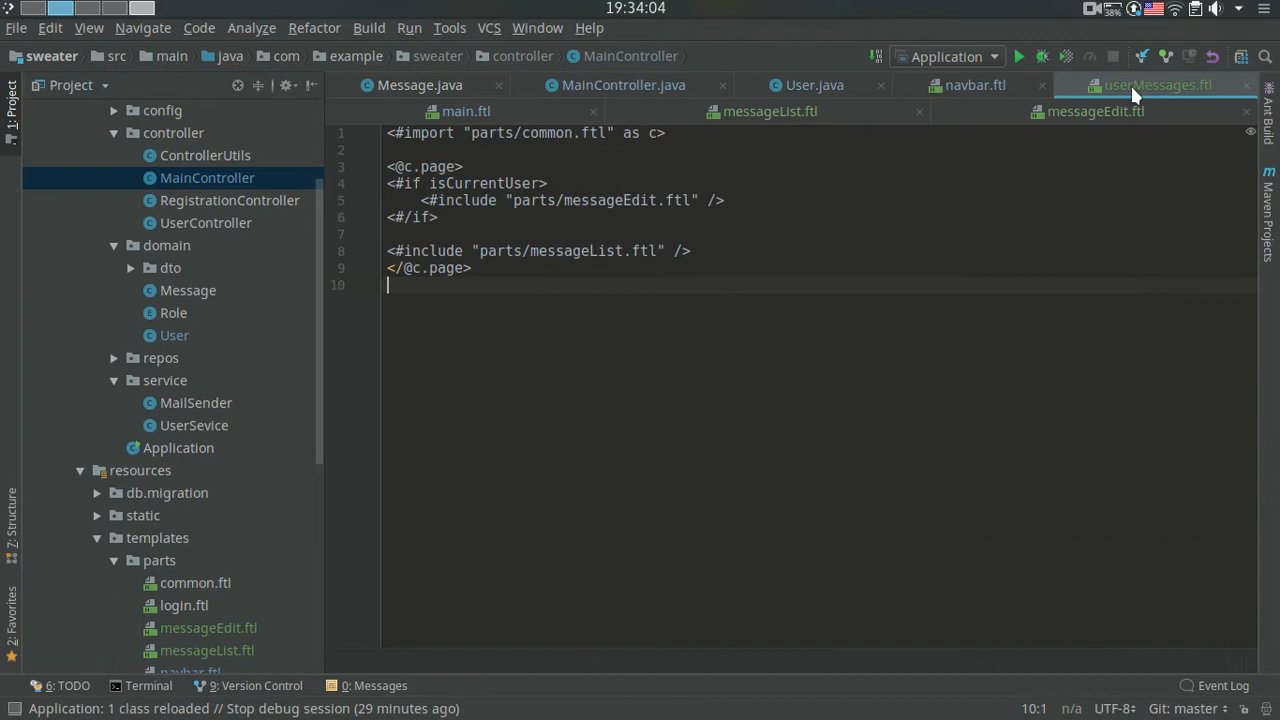 19:34:04
38%
File Edit View Navigate Code Analyze Refactor Build Run Tools VCS Window Help
sweater src main java com example sweater controller MainController Application
Project
Message.java MainController.java User.java navbar.ftl userMessages.ftl
main.ftl messageList.ftl messageEdit.ftl
config
controller
ControllerUtils
MainController
RegistrationController
UserController
domain
dto
Message
Role
User
repos
service
MailSender
UserSevice
Application
resources
db.migration
static
templates
parts
common.ftl
login.ftl
messageEdit.ftl
messageList.ftl
navbar.ftl
1 <#import "parts/common.ftl" as c>
2
3 <@c.page>
4 <#if isCurrentUser>
5 <#include "parts/messageEdit.ftl" />
6 <#/if>
7
8 <#include "parts/messageList.ftl" />
9 </@c.page>
10
1: Project
7: Structure
2: Favorites
Ant Build
m Maven Projects
6: TODO Terminal 9: Version Control 0: Messages Event Log
Application: 1 class reloaded // Stop debug session (29 minutes ago) 10:1 n/a UTF-8 Git: master